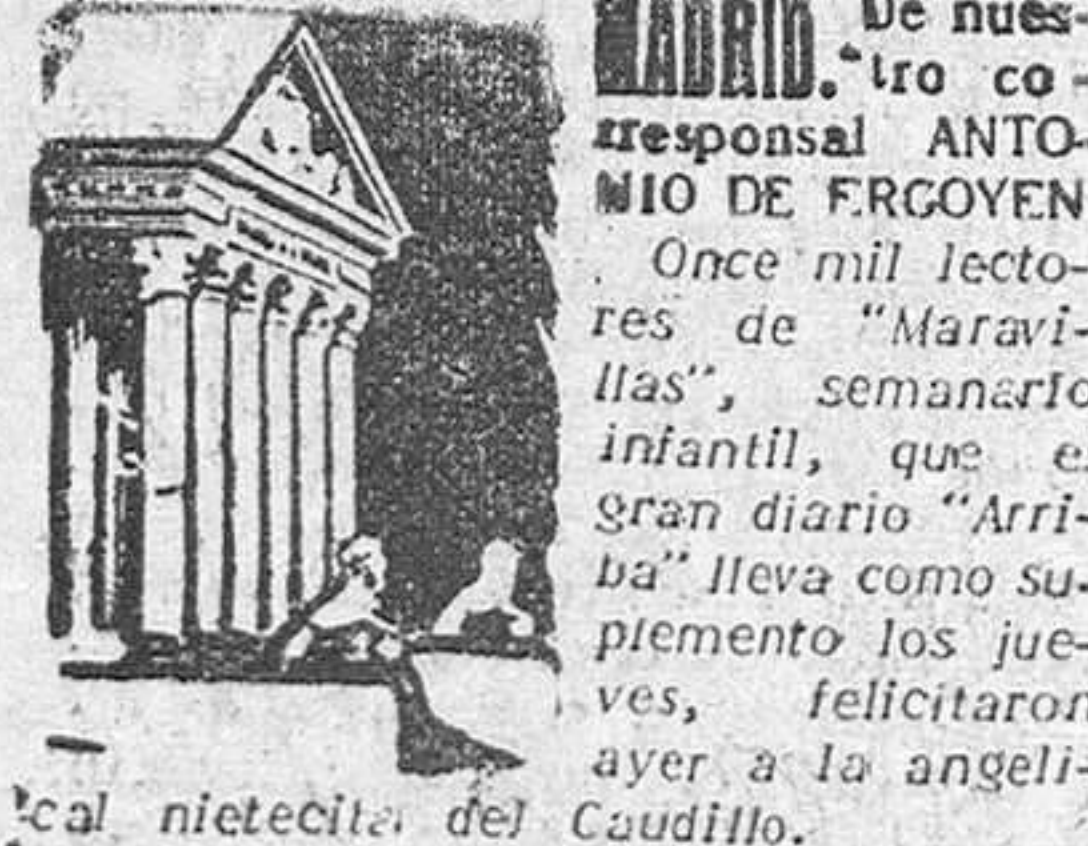 MADRID. De nues-
tro co-
rresponsal ANTO-
NIO DE ERGOYEN
Once mil lecto-
res de "Maravi-
llas", semanario
infantil, que e
gran diario "Arri-
ba" lleva como su-
plemento los jue-
ves, felicitaron
ayer a la angeli-
cal nietecita del Caudillo.